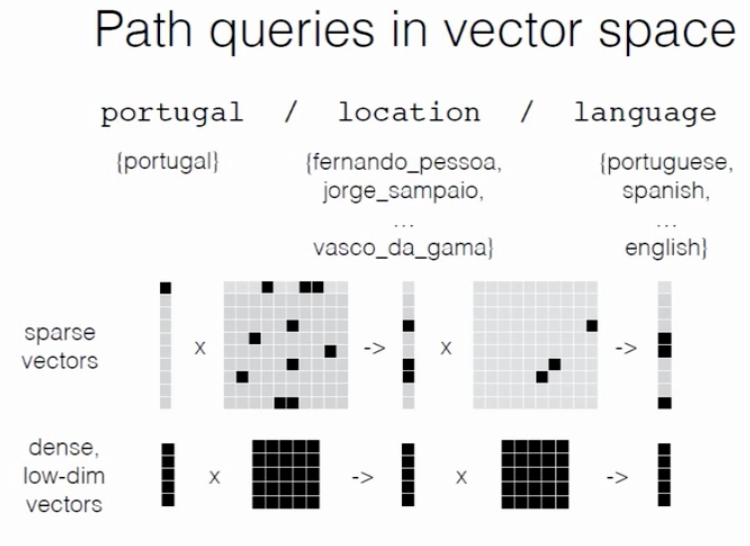 Path queries in vector space
portugal / location / language
{portugal} {fernando_pessoa, {portuguese,
jorge_sampaio, spanish,
... ...
vasco_da_gama} english}
sparse
vectors
x -> x ->
dense,
low-dim
vectors
x -> x ->